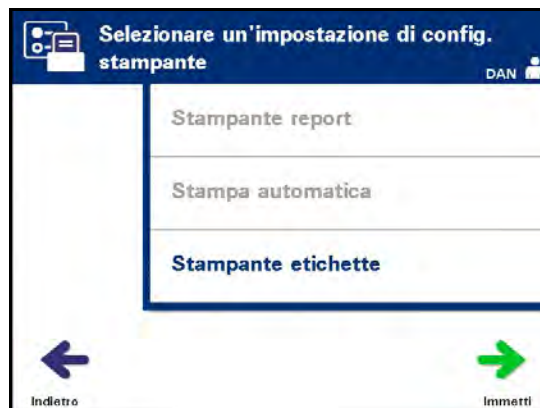 Selezionare un'impostazione di config.
stampante
DAN
Stampante report
Stampa automatica
Stampante etichette
Indietro
Immetti